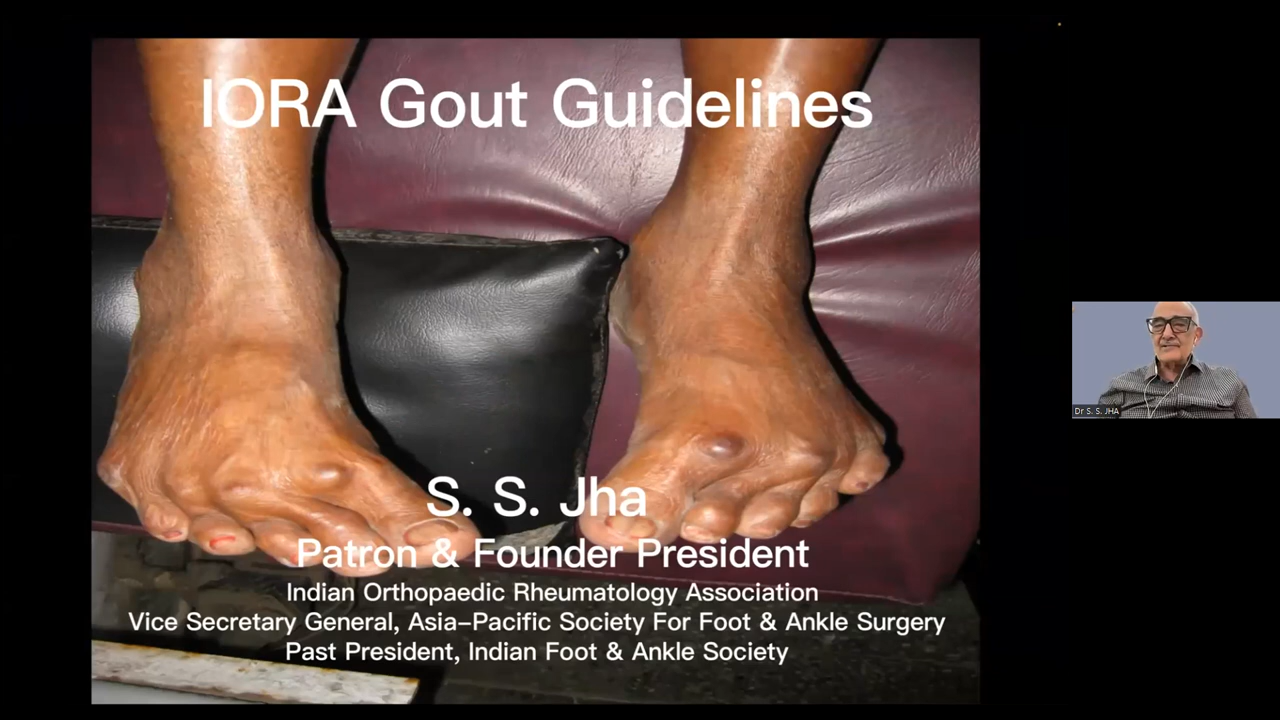 IORA Gout Guidelines
S. S. Jha
Patron & Founder President
Indian Orthopaedic Rheumatology Association
Vice Secretary General, Asia-Pacific Society For Foot & Ankle Surgery
Past President, Indian Foot & Ankle Society
Dr S. S. JHA